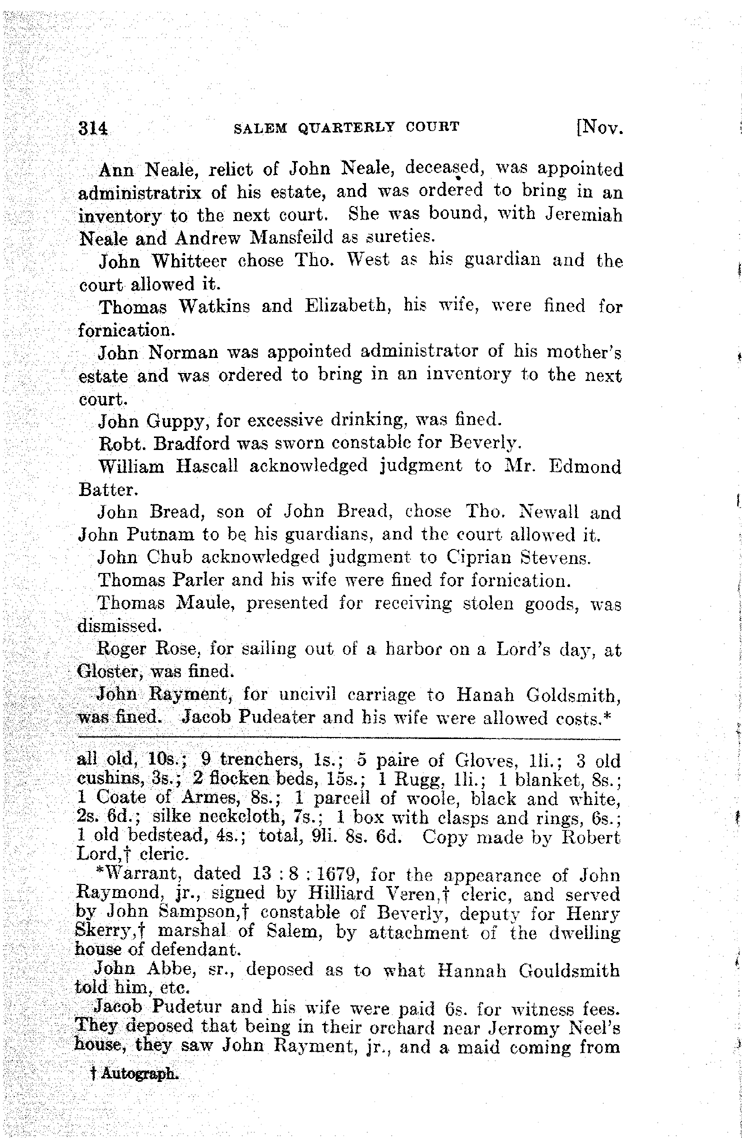 314 SALEM QUARTERLY COURT [Nov.
Ann Neale, relict of John Neale, deceased, was appointed
administratrix of his estate, and was ordered to bring in an
inventory to the next court. She was bound, with Jeremiah
Neale and Andrew Mansfeild as sureties.
John Whitteer chose Tho. West as his guardian and the
court allowed it.
Thomas Watkins and Elizabeth, his wife, were fined for
fornication.
John Norman was appointed administrator of his mother's
estate and was ordered to bring in an inventory to the next
court.
John Guppy, for excessive drinking, was fined.
Robt. Bradford was sworn constable for Beverly.
William Hascall acknowledged judgment to Mr. Edmond
Batter.
John Bread, son of John Bread, chose Tho. Newall and
John Putnam to be his guardians, and the court allowed it.
John Chub acknowledged judgment to Ciprian Stevens.
Thomas Parler and his wife were fined for fornication.
Thomas Maule, presented for receiving stolen goods, was
dismissed.
Roger Rose, for sailing out of a harbor on a Lord's day, at
Gloster, was fined.
John Rayment, for uncivil carriage to Hanah Goldsmith,
was fined. Jacob Pudeater and his wife were allowed costs.*
all old, 10s.; 9 trenchers, 1s.; 5 paire of Gloves, 1li.; 3 old
cushins, 3s.; 2 flocken beds, 15s.; 1 Rugg, 1li.; 1 blanket, 8s.;
1 Coate of Armes, 8s.; 1 parcell of woole, black and white,
2s. 6d.; silke neckcloth, 7s.; 1 box with clasps and rings, 6s.;
1 old bedstead, 4s.; total, 9li. 8s. 6d. Copy made by Robert
Lord,† cleric.
*Warrant, dated 13 : 8 : 1679, for the appearance of John
Raymond, jr., signed by Hilliard Veren,† cleric, and served
by John Sampson,† constable of Beverly, deputy for Henry
Skerry,† marshal of Salem, by attachment of the dwelling
house of defendant.
John Abbe, sr., deposed as to what Hannah Gouldsmith
told him, etc.
Jacob Pudetur and his wife were paid 6s. for witness fees.
They deposed that being in their orchard near Jerromy Neel's
house, they saw John Rayment, jr., and a maid coming from
† Autograph.